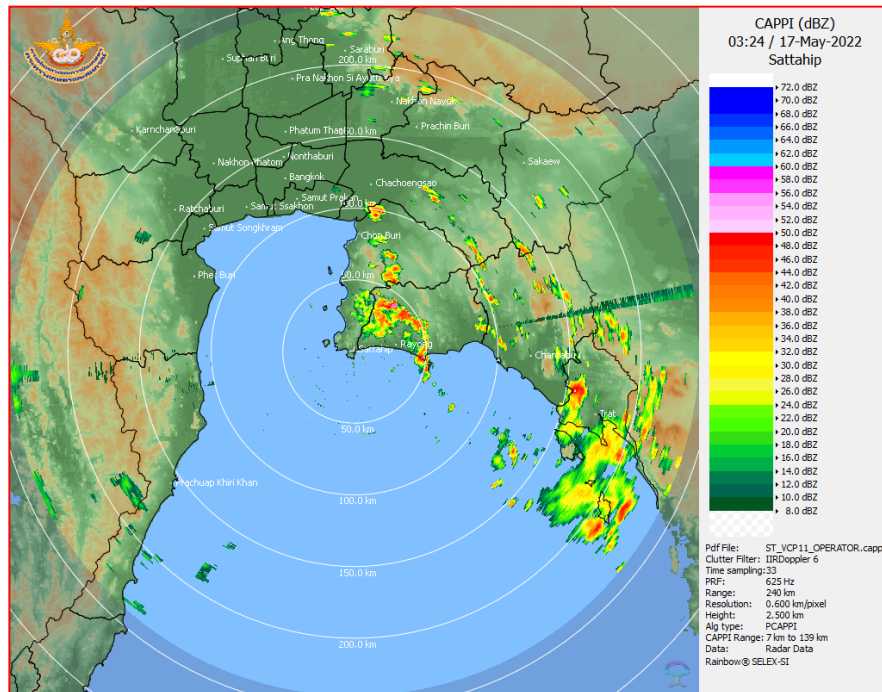 CAPPI (dBZ)
03:24 / 17-May-2022
Sattahip
72.0 dBZ
70.0 dBZ
68.0 dBZ
66.0 dBZ
64.0 dBZ
62.0 dBZ
60.0 dBZ
58.0 dBZ
56.0 dBZ
54.0 dBZ
52.0 dBZ
50.0 dBZ
48.0 dBZ
46.0 dBZ
44.0 dBZ
42.0 dBZ
40.0 dBZ
38.0 dBZ
36.0 dBZ
34.0 dBZ
32.0 dBZ
30.0 dBZ
28.0 dBZ
26.0 dBZ
24.0 dBZ
22.0 dBZ
20.0 dBZ
18.0 dBZ
16.0 dBZ
14.0 dBZ
12.0 dBZ
10.0 dBZ
8.0 dBZ
Pdf File: ST_VCP11_OPERATOR.capp
Clutter Filter: IIRDoppler 6
Time sampling:33
PRF: 625 Hz
Range: 240 km
Resolution: 0.600 km/pixel
Height: 2.500 km
Alg type: PCAPPI
CAPPI Range: 7 km to 139 km
Data: Radar Data
Rainbow® SELEX-SI
Ang Thong
Saraburi
Suphan Buri
200.0 km
Pra Nakhon Si Ayutthaya
Nakhon Nayok
Karnchanaburi
Prachin Buri
Nonthaburi
Nakhon Phatom
Sakaew
Bangkok
Chachoengsao
Samut Prakan
Ratchaburi
Samut Ssakhon
Samut Songkhram
Chon Buri
50.0 km
Rayong
Sattahip
Trat
50.0 km
Prachuap Khiri Khan
100.0 km
150.0 km
200.0 km